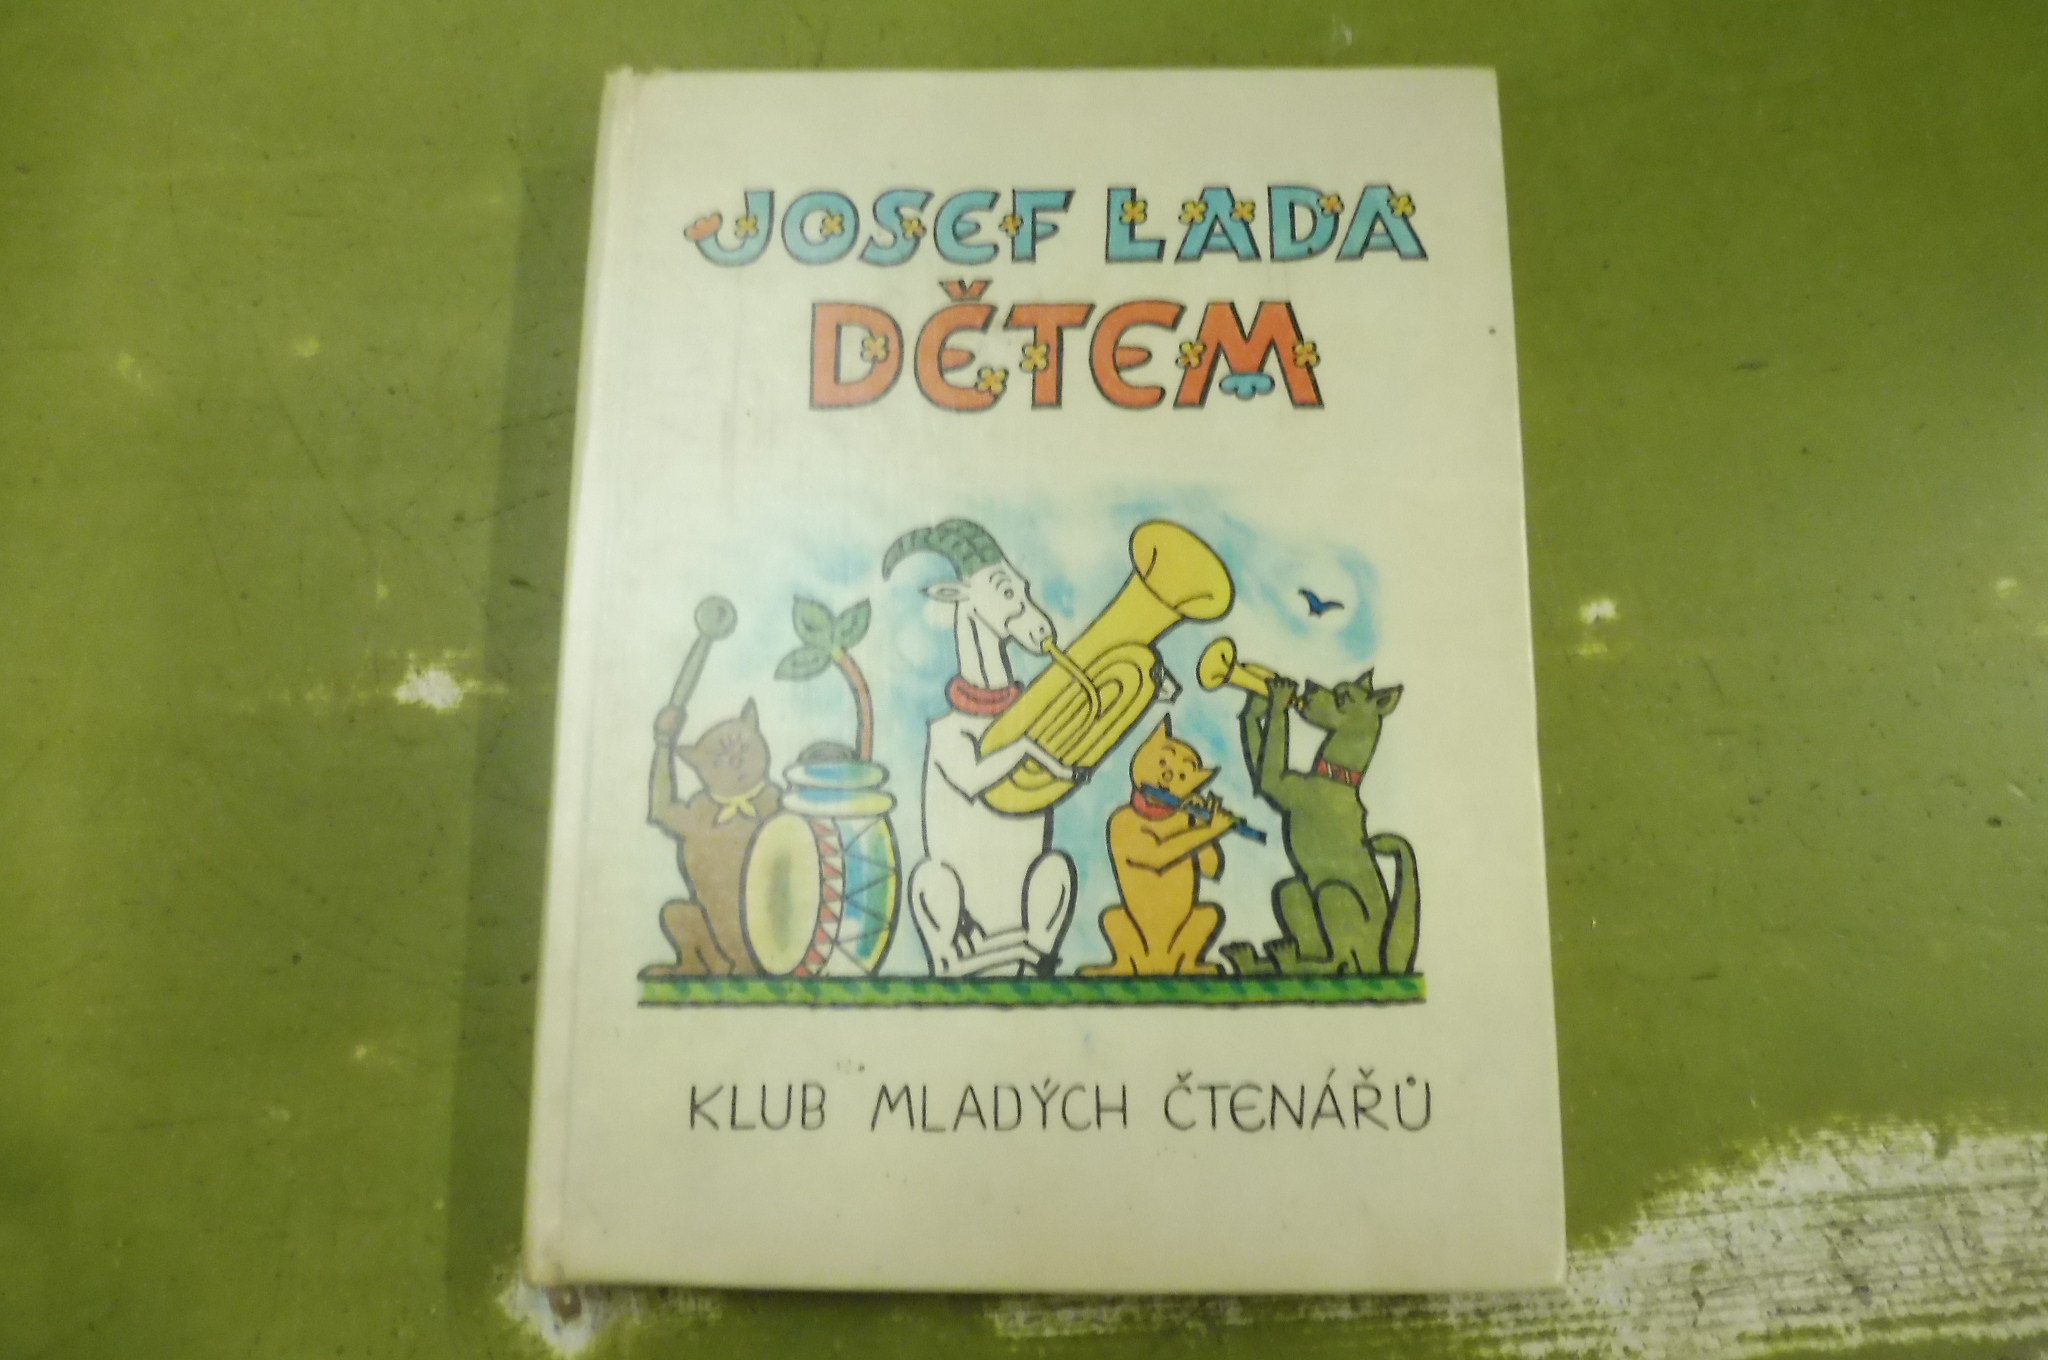 JOSEF LADA
DĚTEM
KLUB MLADÝCH ČTENÁŘŮ